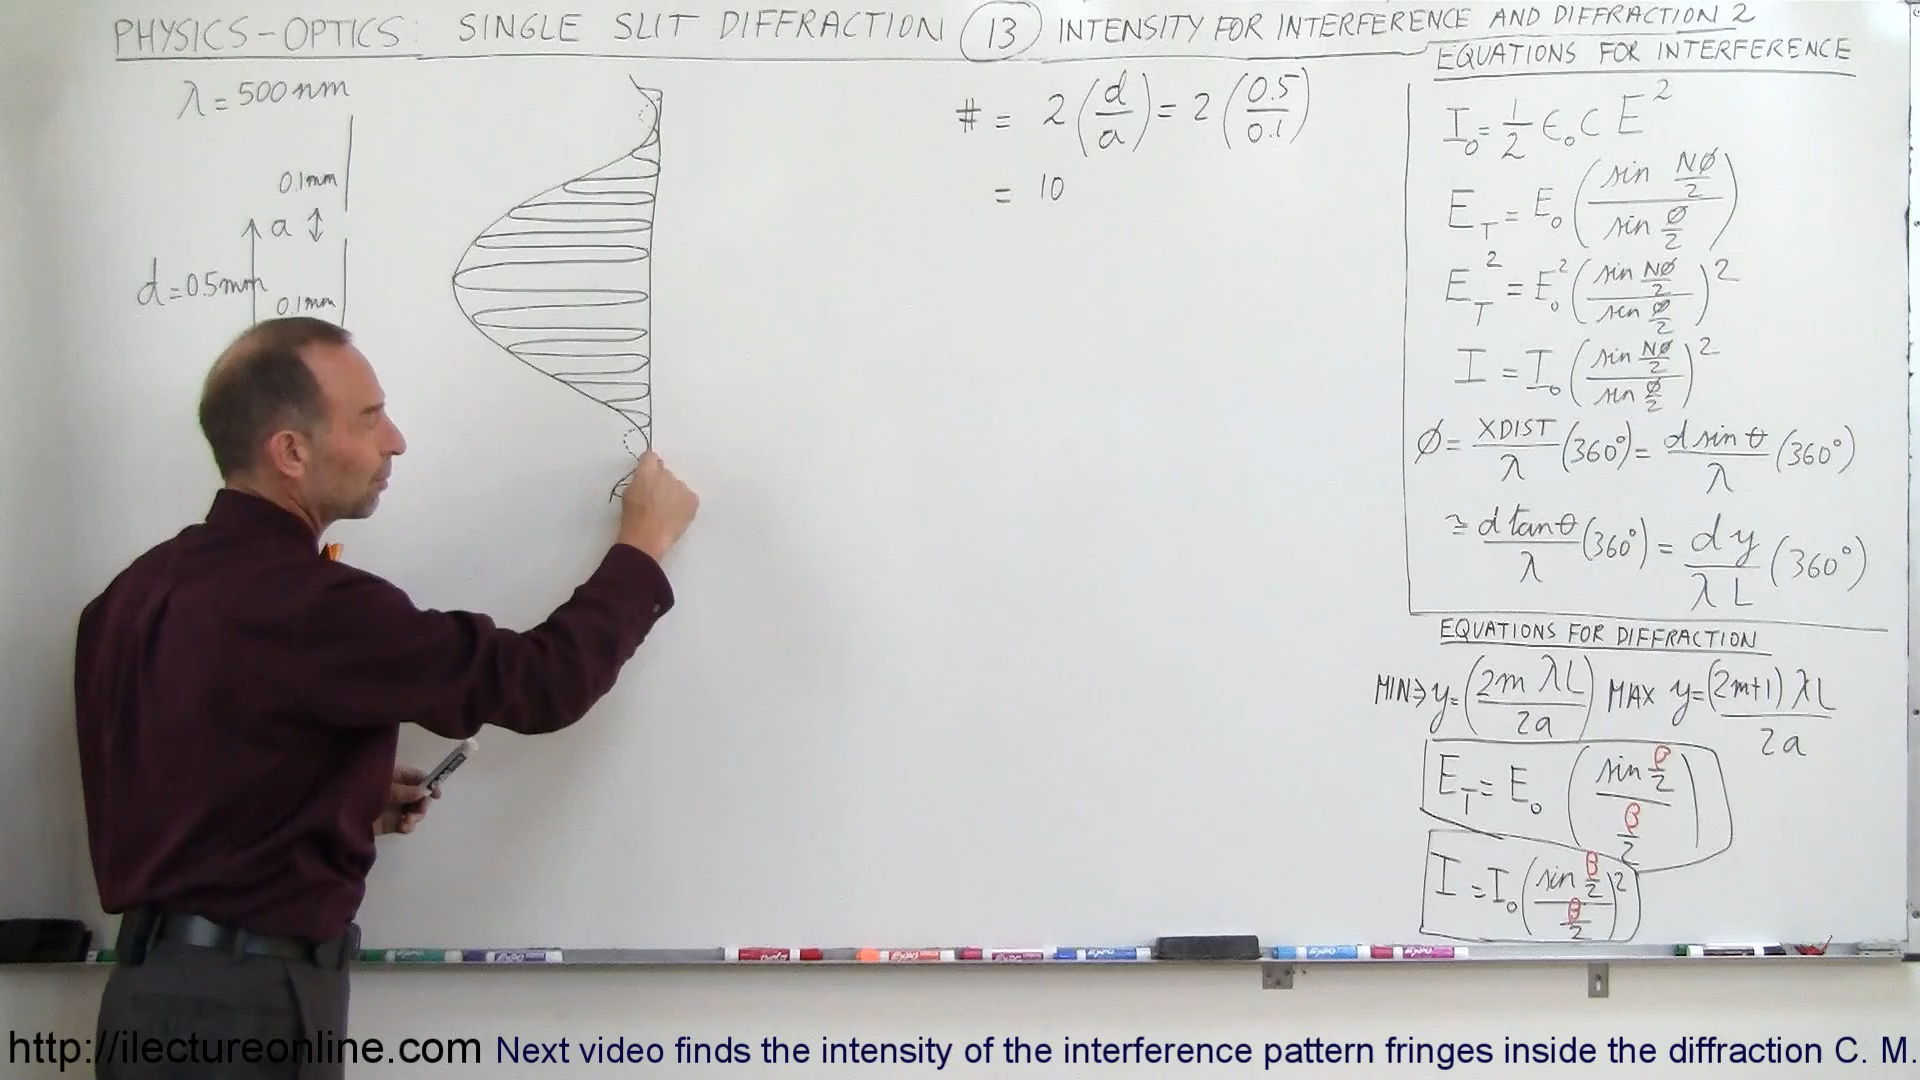 PHYSICS-OPTICS: SINGLE SLIT DIFFRACTION 13 INTENSITY FOR INTERFERENCE AND DIFFRACTION 2
λ = 500 nm
0.1mm
a
d = 0.5mm
0.1mm
# = 2 (d/a) = 2 (0.5/0.1)
= 10
EQUATIONS FOR INTERFERENCE
I₀ = 1/2 ε₀ C E²
E_T = E₀ (sin Nø/2 / sin ø/2)
E_T² = E₀² (sin Nø/2 / sin ø/2)²
I = I₀ (sin Nø/2 / sin ø/2)²
ø = XDIST/λ (360°) = d sin θ/λ (360°)
≅ d tan θ/λ (360°) = d y/λ L (360°)
EQUATIONS FOR DIFFRACTION
MIN ⇒ y = (2m λL/2a) MAX y = (2m+1) λL/2a
E_T = E₀ (sin β/2 / β/2)
I = I₀ (sin β/2 / β/2)²
http://ilectureonline.com Next video finds the intensity of the interference pattern fringes inside the diffraction C. M.